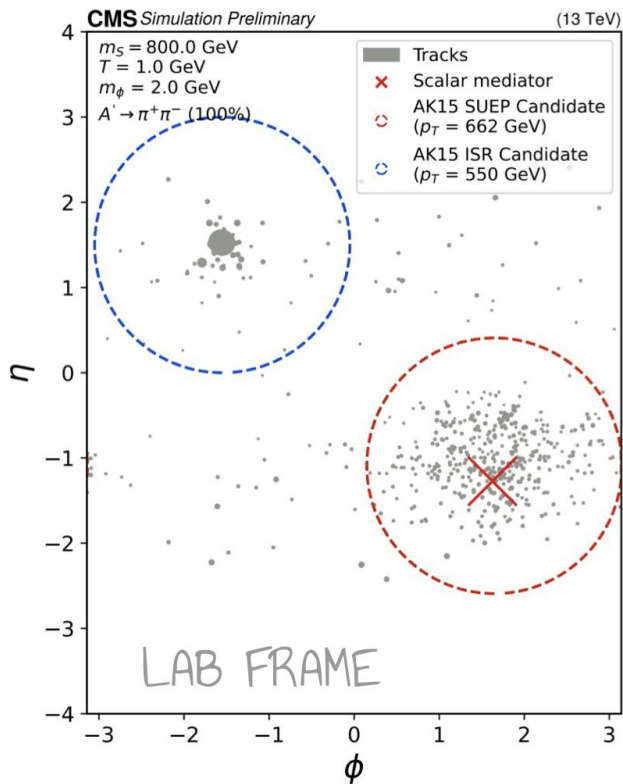 CMS Simulation Preliminary (13 TeV)
m_S = 800.0 GeV
T = 1.0 GeV
m_ϕ = 2.0 GeV
A' → π⁺π⁻ (100%)
Tracks
Scalar mediator
AK15 SUEP Candidate
(p_T = 662 GeV)
AK15 ISR Candidate
(p_T = 550 GeV)
4
3
2
1
0
−1
−2
−3
−4
η
LAB FRAME
−3 −2 −1 0 1 2 3
ϕ